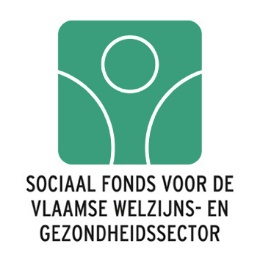 SOCIAAL FONDS VOOR DE
VLAAMSE WELZIJNS- EN
GEZONDHEIDSSECTOR